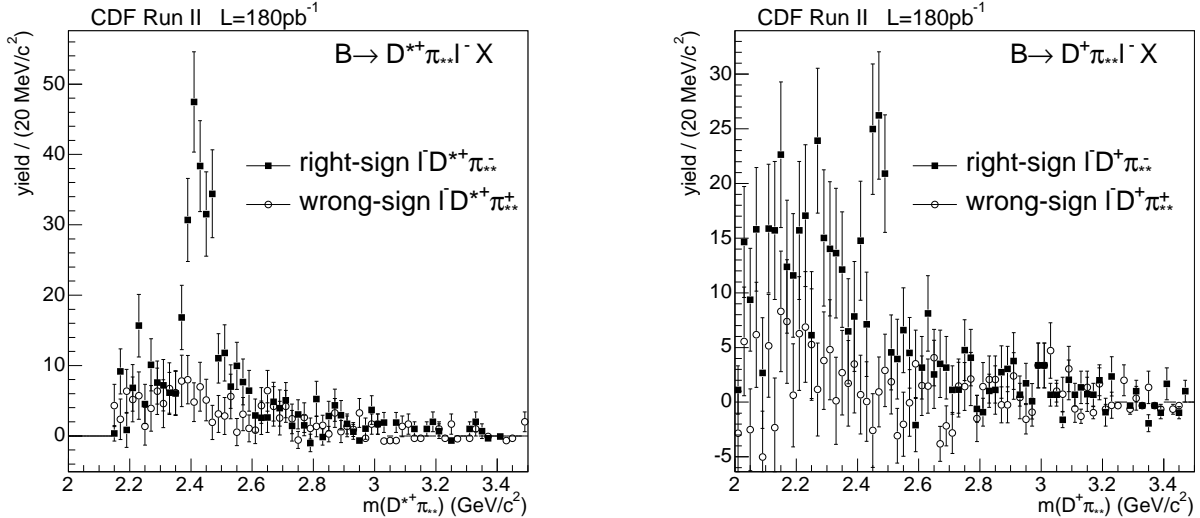 CDF Run II L=180pb⁻¹
B→ D*⁺π**l⁻ X
yield / (20 MeV/c²)
50
40
30
20
10
0
right-sign l⁻D*⁺π**⁻
wrong-sign l⁻D*⁺π**⁺
2 2.2 2.4 2.6 2.8 3 3.2 3.4
m(D*⁺π**) (GeV/c²)
CDF Run II L=180pb⁻¹
B→ D⁺π**l⁻ X
yield / (20 MeV/c²)
30
25
20
15
10
5
0
-5
right-sign l⁻D⁺π**⁻
wrong-sign l⁻D⁺π**⁺
2 2.2 2.4 2.6 2.8 3 3.2 3.4
m(D⁺π**) (GeV/c²)